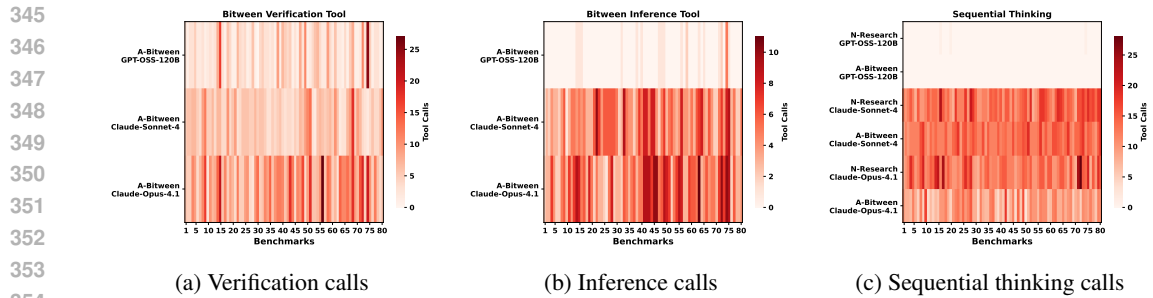 345
346
347
348
349
350
351
352
353
Bitween Verification Tool
A-Bitween
GPT-OSS-120B
A-Bitween
Claude-Sonnet-4
A-Bitween
Claude-Opus-4.1
1 5 10 15 20 25 30 35 40 45 50 55 60 65 70 75 80
Benchmarks
25
20
15
10
5
0
Tool Calls
(a) Verification calls
Bitween Inference Tool
A-Bitween
GPT-OSS-120B
A-Bitween
Claude-Sonnet-4
A-Bitween
Claude-Opus-4.1
1 5 10 15 20 25 30 35 40 45 50 55 60 65 70 75 80
Benchmarks
10
8
6
4
2
0
Tool Calls
(b) Inference calls
Sequential Thinking
N-Research
GPT-OSS-120B
A-Bitween
GPT-OSS-120B
N-Research
Claude-Sonnet-4
A-Bitween
Claude-Sonnet-4
N-Research
Claude-Opus-4.1
A-Bitween
Claude-Opus-4.1
1 5 10 15 20 25 30 35 40 45 50 55 60 65 70 75 80
Benchmarks
25
20
15
10
5
0
Tool Calls
(c) Sequential thinking calls